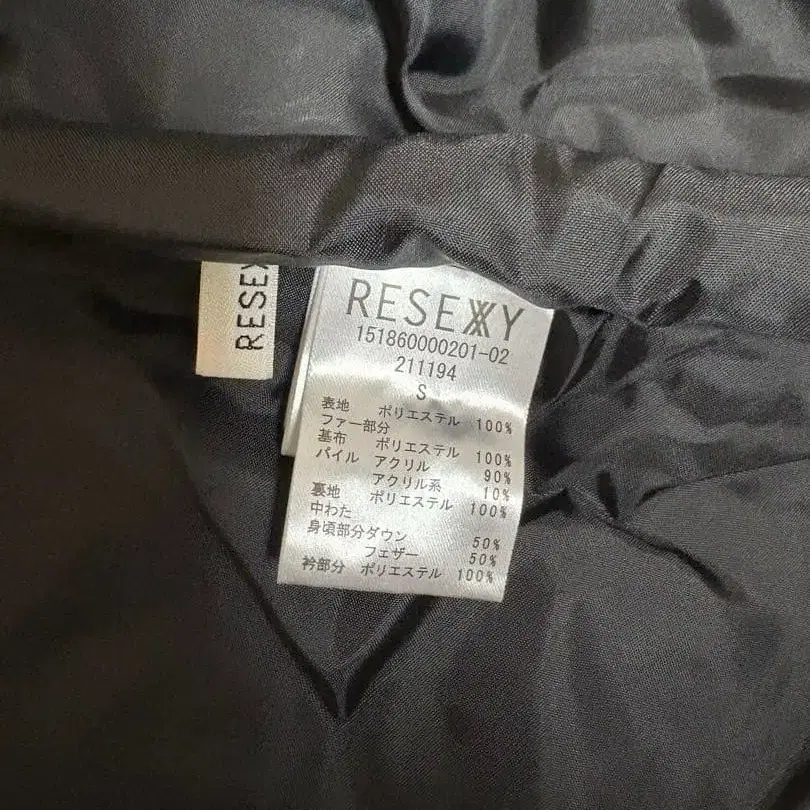 RESEXY
RESEXXY
151860000201-02
211194
S
表地 ポリエステル 100%
ファー部分
基布 ポリエステル 100%
パイル アクリル 90%
アクリル系 10%
裏地 ポリエステル 100%
中わた
身頃部分ダウン 50%
フェザー 50%
衿部分 ポリエステル 100%